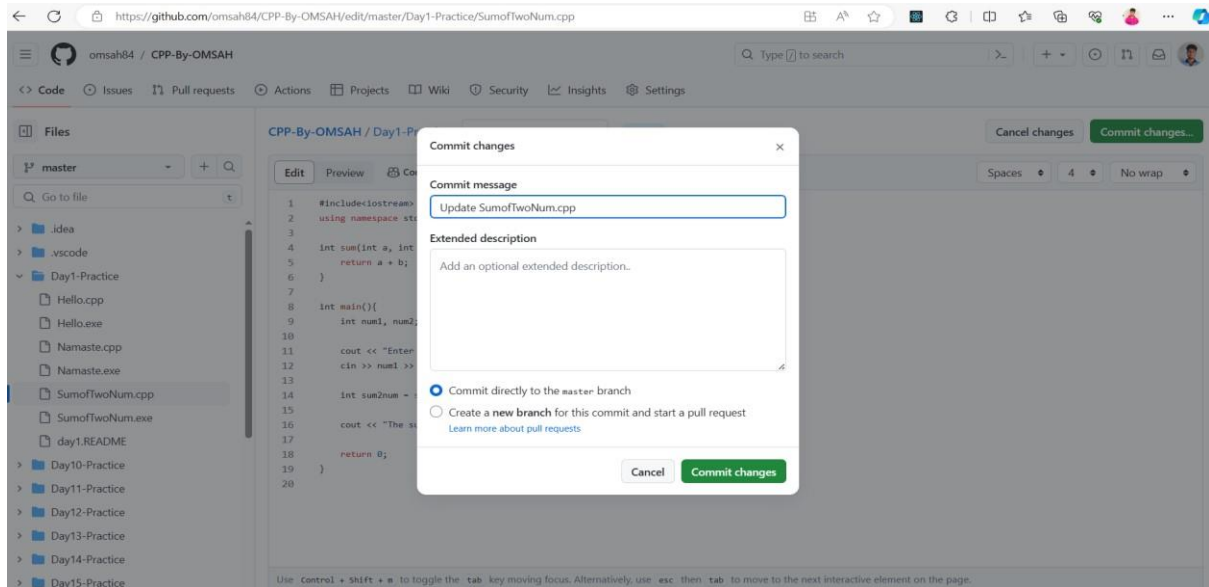 https://github.com/omsah84/CPP-By-OMSAH/edit/master/Day1-Practice/SumofTwoNum.cpp
omsah84 / CPP-By-OMSAH
Type / to search
<> Code Issues Pull requests Actions Projects Wiki Security Insights Settings
Files
master
Go to file
t
.idea
.vscode
Day1-Practice
Hello.cpp
Hello.exe
Namaste.cpp
Namaste.exe
SumofTwoNum.cpp
SumofTwoNum.exe
day1.README
Day10-Practice
Day11-Practice
Day12-Practice
Day13-Practice
Day14-Practice
Day15-Practice
CPP-By-OMSAH / Day1-Pr
Cancel changes Commit changes...
Edit Preview Co
Spaces 4 No wrap
1 #include<iostream>
2 using namespace st
3
4 int sum(int a, int
5 return a + b;
6 }
7
8 int main(){
9 int num1, num2;
10
11 cout << "Enter
12 cin >> num1 >>
13
14 int sum2num =
15
16 cout << "The su
17
18 return 0;
19 }
20
Commit changes ×
Commit message
Update SumofTwoNum.cpp
Extended description
Add an optional extended description..
Commit directly to the master branch
Create a new branch for this commit and start a pull request
Learn more about pull requests
Cancel Commit changes
Use Control + Shift + m to toggle the tab key moving focus. Alternatively, use esc then tab to move to the next interactive element on the page.